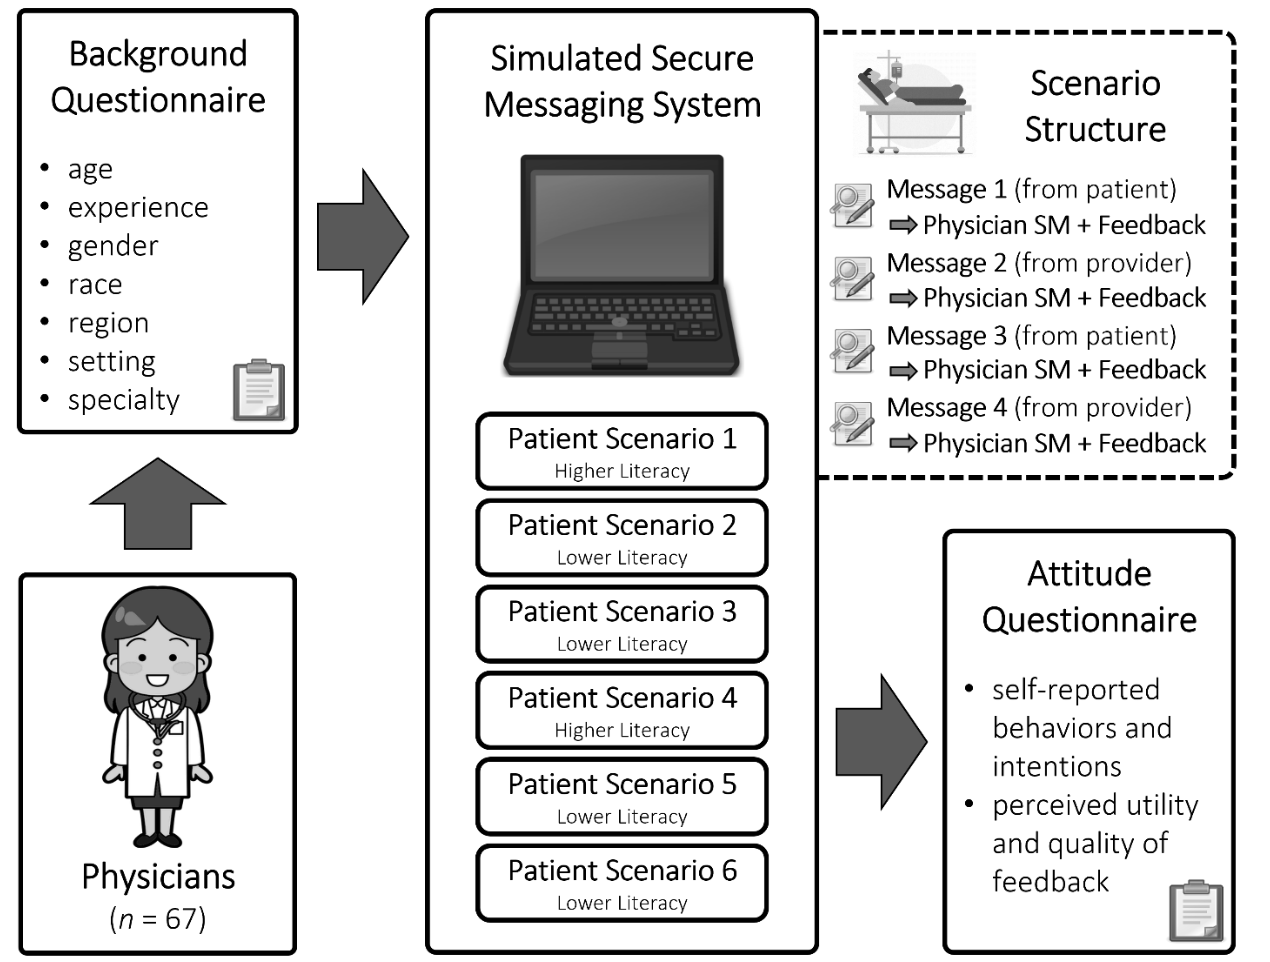 Background
Questionnaire
• age
• experience
• gender
• race
• region
• setting
• specialty
Physicians
(n = 67)
Simulated Secure
Messaging System
Patient Scenario 1
Higher Literacy
Patient Scenario 2
Lower Literacy
Patient Scenario 3
Lower Literacy
Patient Scenario 4
Higher Literacy
Patient Scenario 5
Lower Literacy
Patient Scenario 6
Lower Literacy
Scenario
Structure
Message 1 (from patient)
Physician SM + Feedback
Message 2 (from provider)
Physician SM + Feedback
Message 3 (from patient)
Physician SM + Feedback
Message 4 (from provider)
Physician SM + Feedback
Attitude
Questionnaire
• self-reported
behaviors and
intentions
• perceived utility
and quality of
feedback